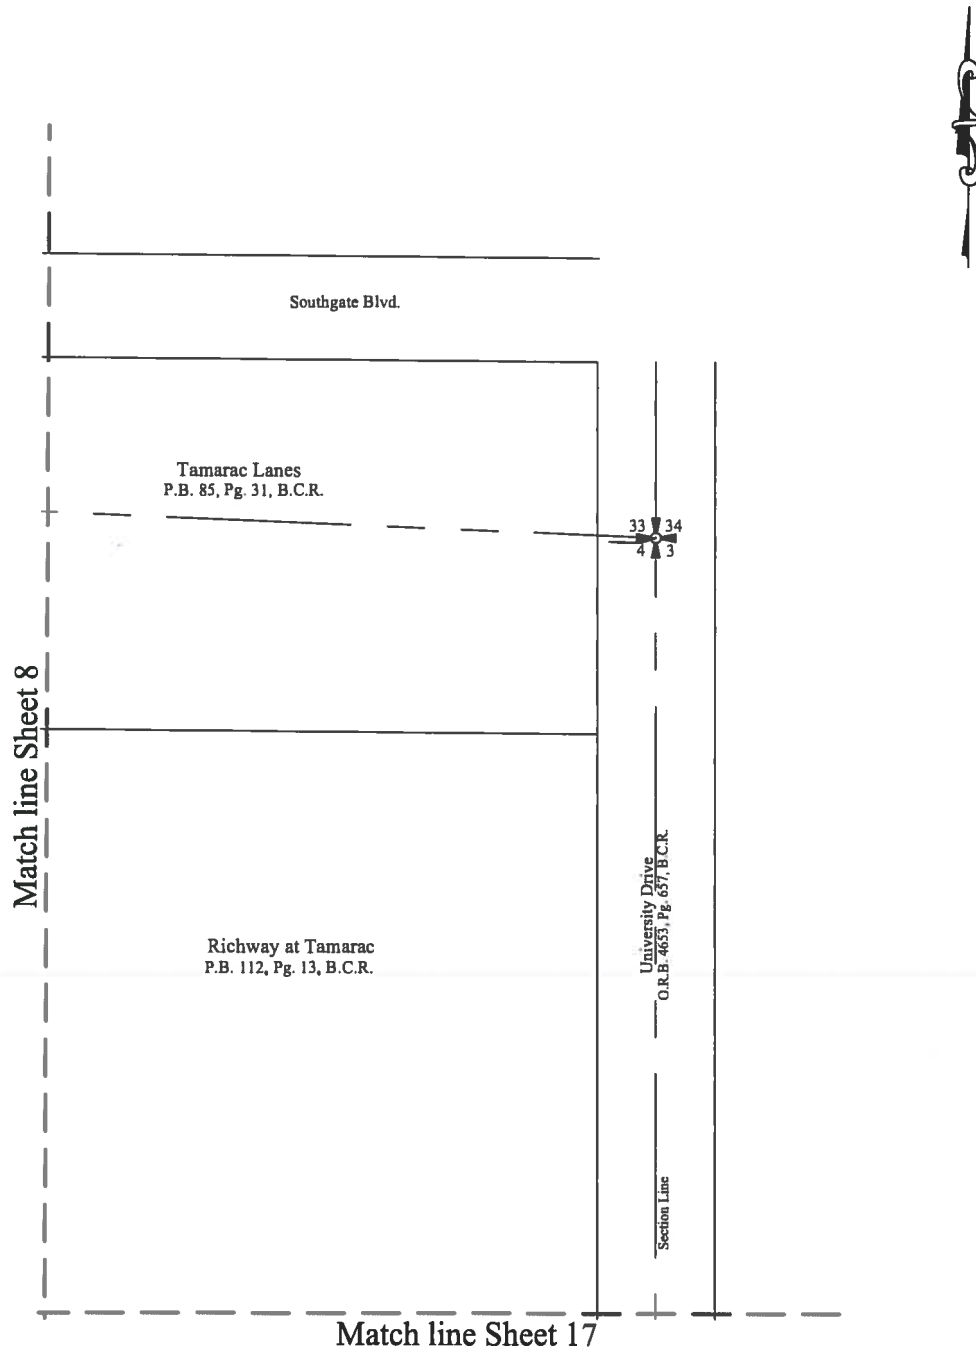 Southgate Blvd.
Tamarac Lanes
P.B. 85, Pg. 31, B.C.R.
33 34
4 3
Match line Sheet 8
University Drive
O.R.B. 4653, Pg. 657, B.C.R.
Richway at Tamarac
P.B. 112, Pg. 13, B.C.R.
Section Line
Match line Sheet 17